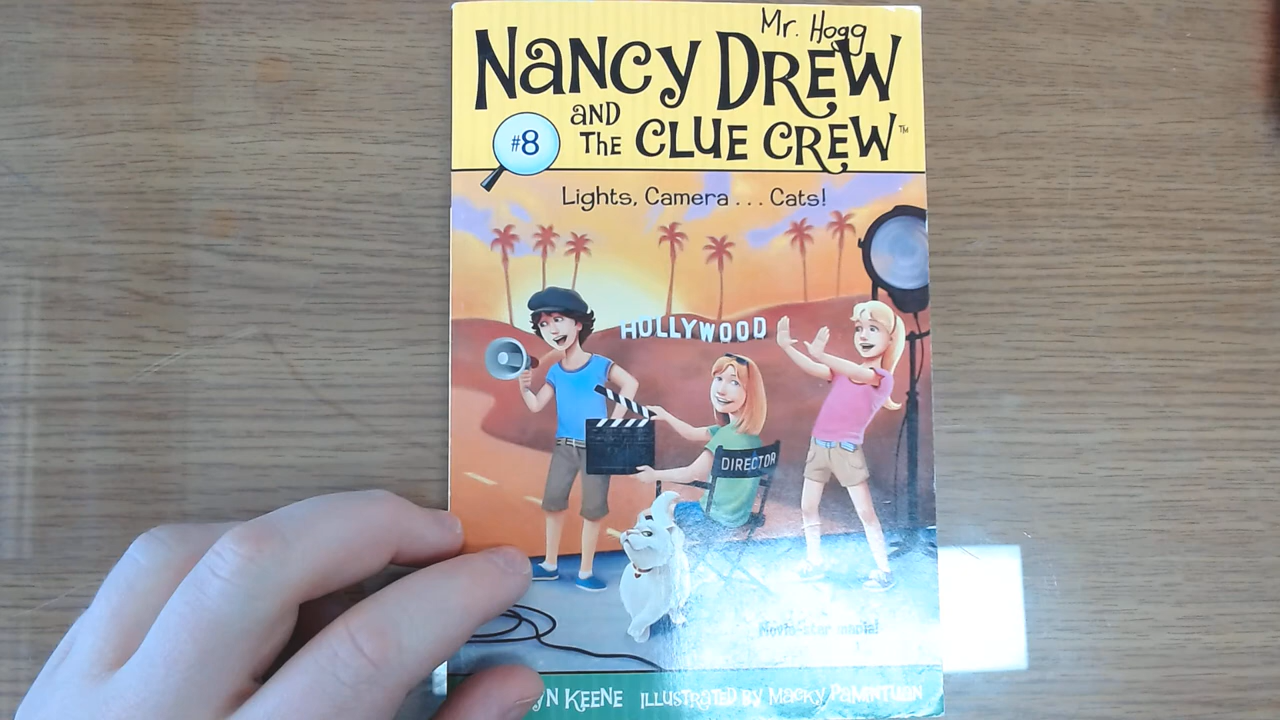 Mr. Hogg
NANCY DREW
AND
THE CLUE CREW™
#8
Lights, Camera... Cats!
HOLLYWOOD
DIRECTOR
Movie-star mania!
KEENE ILLUSTRATED BY MACKY PAMINTUAN